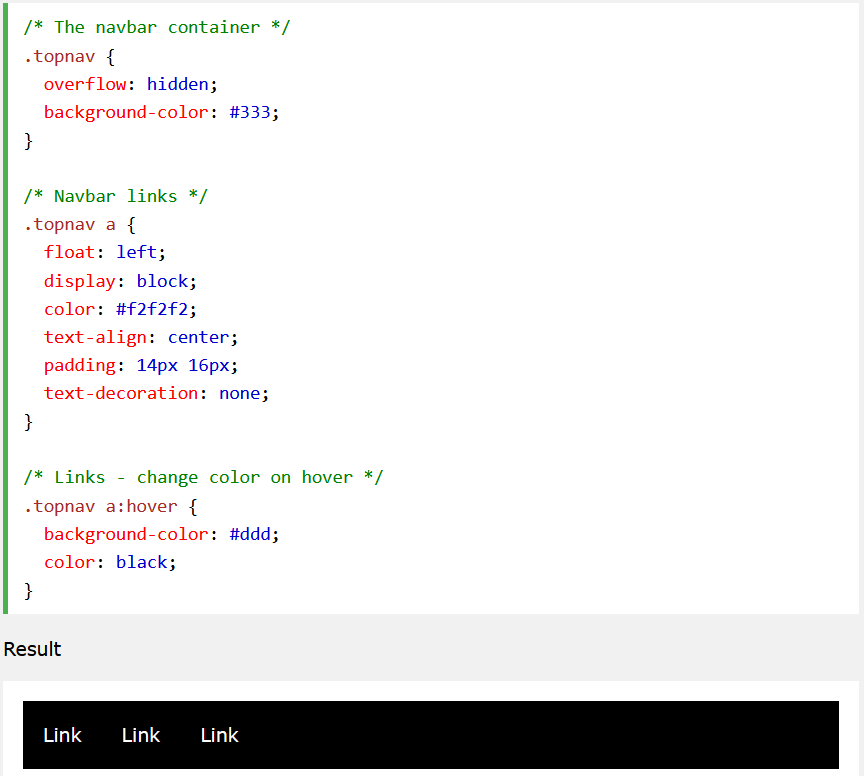 /* The navbar container */
.topnav {
  overflow: hidden;
  background-color: #333;
}

/* Navbar links */
.topnav a {
  float: left;
  display: block;
  color: #f2f2f2;
  text-align: center;
  padding: 14px 16px;
  text-decoration: none;
}

/* Links - change color on hover */
.topnav a:hover {
  background-color: #ddd;
  color: black;
}
Result
Link Link Link